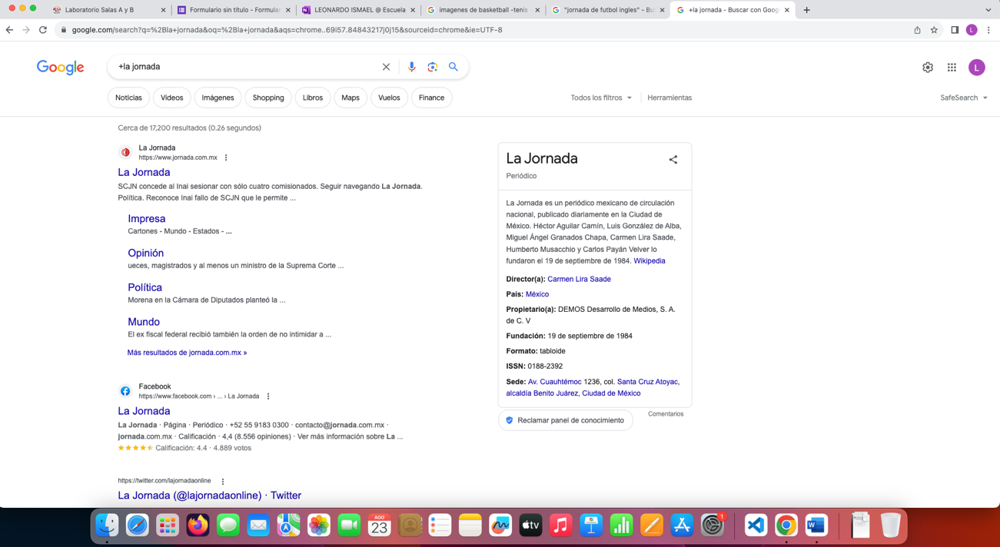 Laboratorio Salas A y B
Formulario sin título - Formular
LEONARDO ISMAEL @ Escuela
imagenes de basketball -tenis
"jornada de futbol ingles" - Bu
+la jornada - Buscar con Goog
google.com/search?q=%2Bla+jornada&oq=%2Bla+jornada&aqs=chrome..69i57.84843217j0j15&sourceid=chrome&ie=UTF-8
L
Google
+la jornada
L
Noticias
Videos
Imágenes
Shopping
Libros
Maps
Vuelos
Finance
Todos los filtros
Herramientas
SafeSearch
Cerca de 17,200 resultados (0.26 segundos)
La Jornada
https://www.jornada.com.mx
La Jornada
SCJN concede al Inai sesionar con sólo cuatro comisionados. Seguir navegando La Jornada.
Política. Reconoce Inai fallo de SCJN que le permite ...
Impresa
Cartones - Mundo - Estados - ...
Opinión
ueces, magistrados y al menos un ministro de la Suprema Corte ...
Política
Morena en la Cámara de Diputados planteó la ...
Mundo
El ex fiscal federal recibió también la orden de no intimidar a ...
Más resultados de jornada.com.mx »
Facebook
https://www.facebook.com › ... › La Jornada
La Jornada
La Jornada · Página · Periódico · +52 55 9183 0300 · contacto@jornada.com.mx ·
jornada.com.mx · Calificación · 4,4 (8.556 opiniones) · Ver más información sobre La ...
Calificación: 4.4 · 4.889 votos
https://twitter.com/lajornadaonline
La Jornada (@lajornadaonline) · Twitter
La Jornada
Periódico
La Jornada es un periódico mexicano de circulación
nacional, publicado diariamente en la Ciudad de
México. Héctor Aguilar Camín, Luis González de Alba,
Miguel Ángel Granados Chapa, Carmen Lira Saade,
Humberto Musacchio y Carlos Payán Velver lo
fundaron el 19 de septiembre de 1984. Wikipedia
Director(a): Carmen Lira Saade
País: México
Propietario(a): DEMOS Desarrollo de Medios, S. A.
de C. V
Fundación: 19 de septiembre de 1984
Formato: tabloide
ISSN: 0188-2392
Sede: Av. Cuauhtémoc 1236, col. Santa Cruz Atoyac,
alcaldía Benito Juárez, Ciudad de México
Reclamar panel de conocimiento
Comentarios
AGO
23
tv
1
W